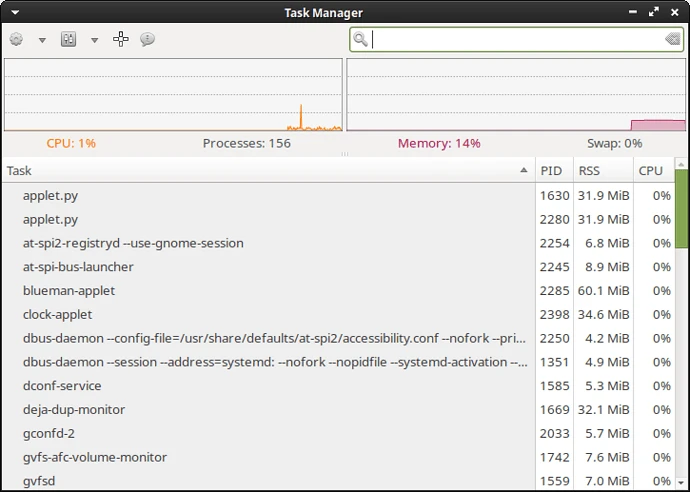 Task Manager
CPU: 1% Processes: 156 Memory: 14% Swap: 0%
Task PID RSS CPU
applet.py 1630 31.9 MiB 0%
applet.py 2280 31.9 MiB 0%
at-spi2-registryd --use-gnome-session 2254 6.8 MiB 0%
at-spi-bus-launcher 2245 8.9 MiB 0%
blueman-applet 2285 60.1 MiB 0%
clock-applet 2398 34.6 MiB 0%
dbus-daemon --config-file=/usr/share/defaults/at-spi2/accessibility.conf --nofork --pri... 2250 4.2 MiB 0%
dbus-daemon --session --address=systemd: --nofork --nopidfile --systemd-activation --... 1351 4.9 MiB 0%
dconf-service 1585 5.3 MiB 0%
deja-dup-monitor 1669 32.1 MiB 0%
gconfd-2 2033 5.7 MiB 0%
gvfs-afc-volume-monitor 1742 7.6 MiB 0%
gvfsd 1559 7.0 MiB 0%